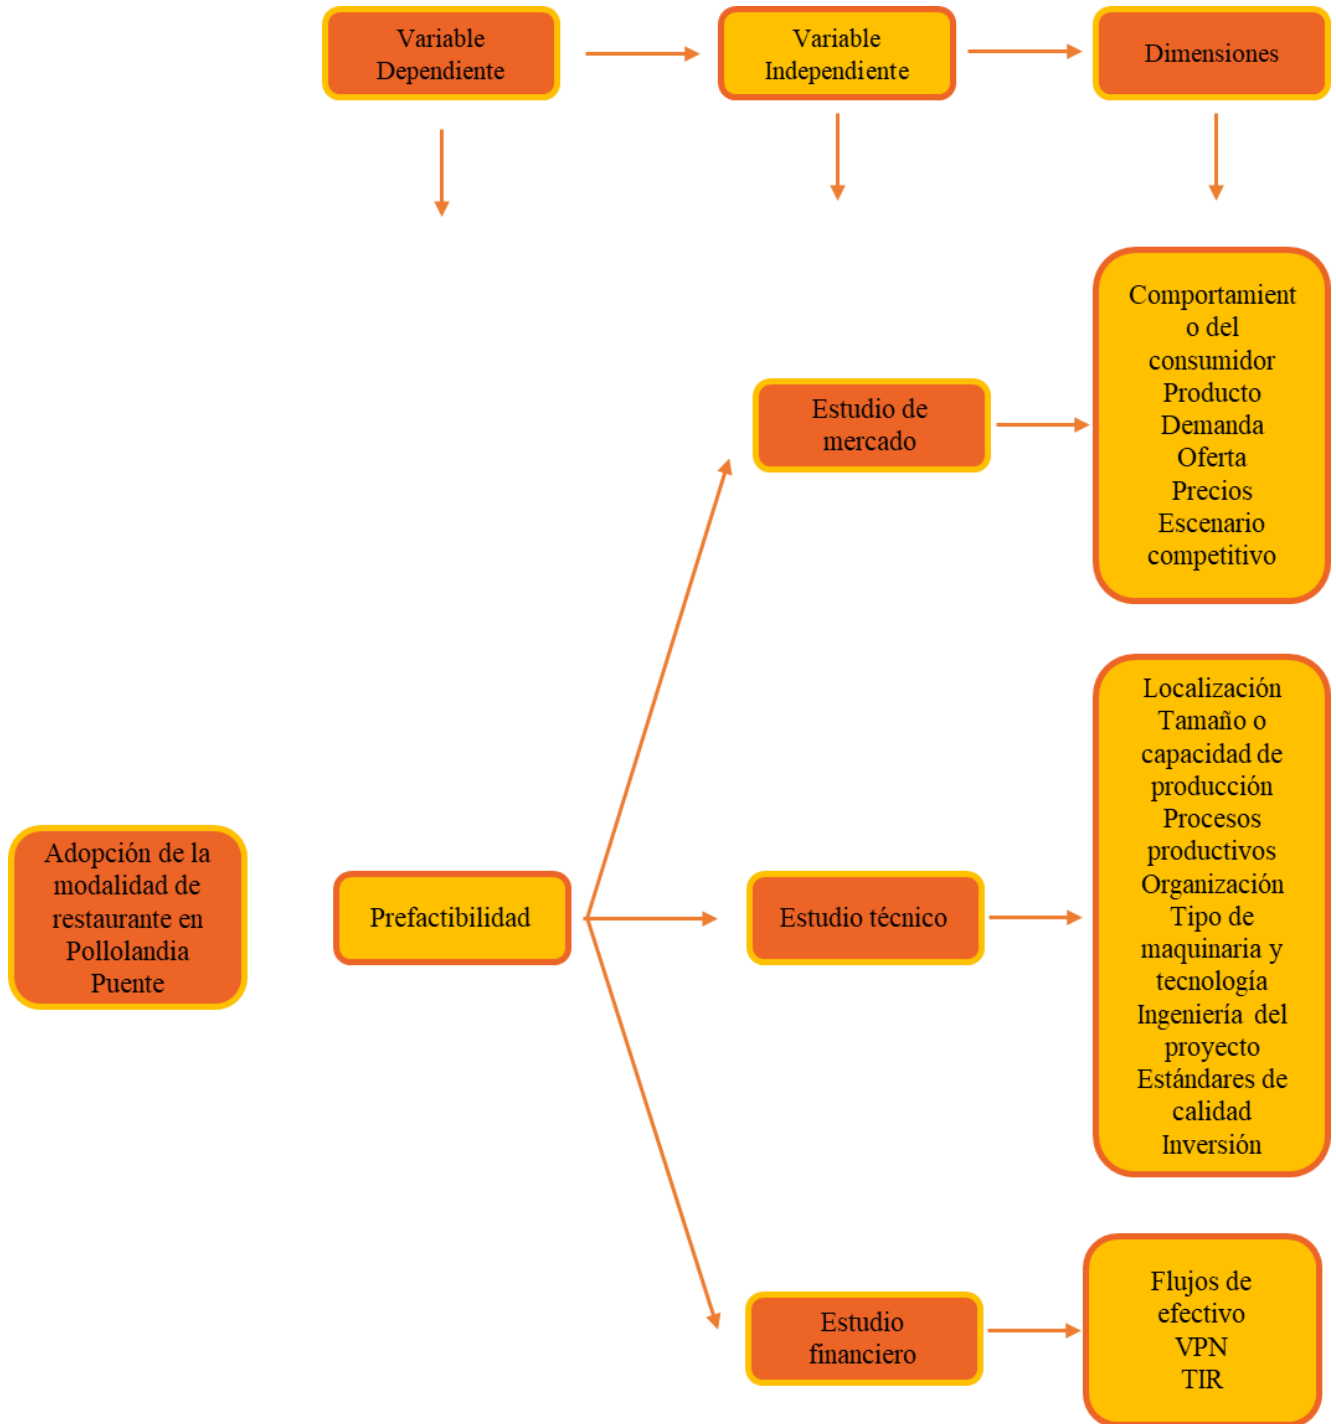 Variable
Dependiente
Variable
Independiente
Dimensiones
Comportamient
o del
consumidor
Producto
Demanda
Oferta
Precios
Escenario
competitivo
Estudio de
mercado
Localización
Tamaño o
capacidad de
producción
Procesos
productivos
Organización
Tipo de
maquinaria y
tecnología
Ingeniería del
proyecto
Estándares de
calidad
Inversión
Adopción de la
modalidad de
restaurante en
Pollolandia
Puente
Prefactibilidad
Estudio técnico
Estudio
financiero
Flujos de
efectivo
VPN
TIR